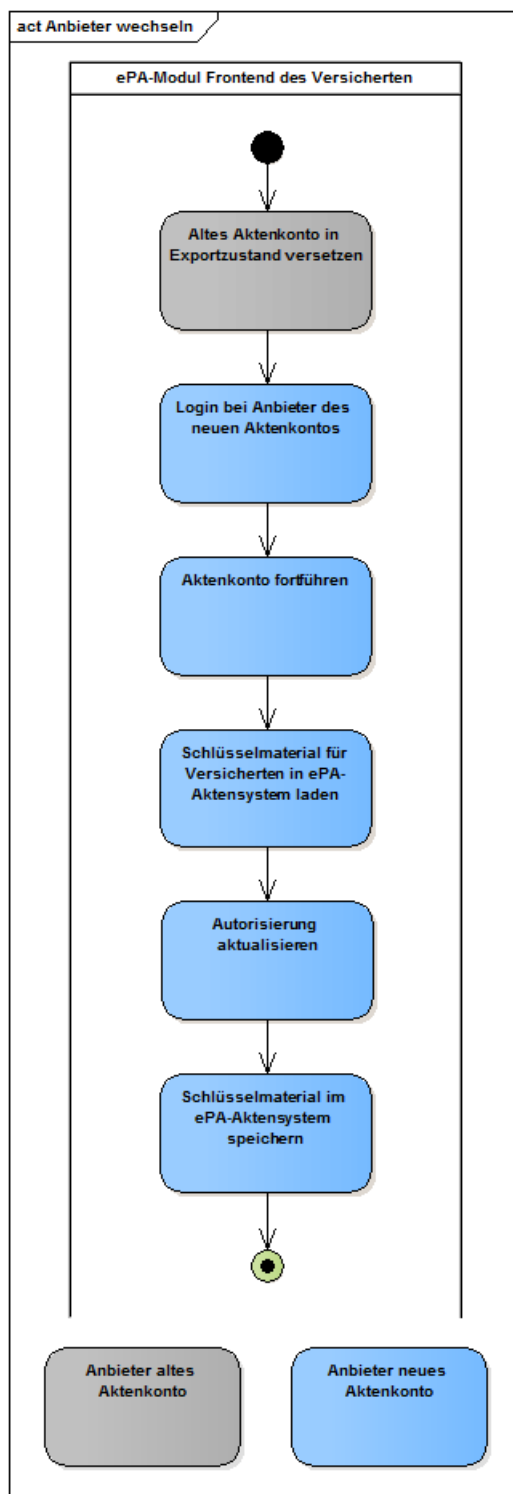 act Anbieter wechseln
ePA-Modul Frontend des Versicherten
Altes Aktenkonto in
Exportzustand versetzen
Login bei Anbieter des
neuen Aktenkontos
Aktenkonto fortführen
Schlüsselmaterial für
Versicherten in ePA-
Aktensystem laden
Autorisierung
aktualisieren
Schlüsselmaterial im
ePA-Aktensystem
speichern
Anbieter altes
Aktenkonto
Anbieter neues
Aktenkonto